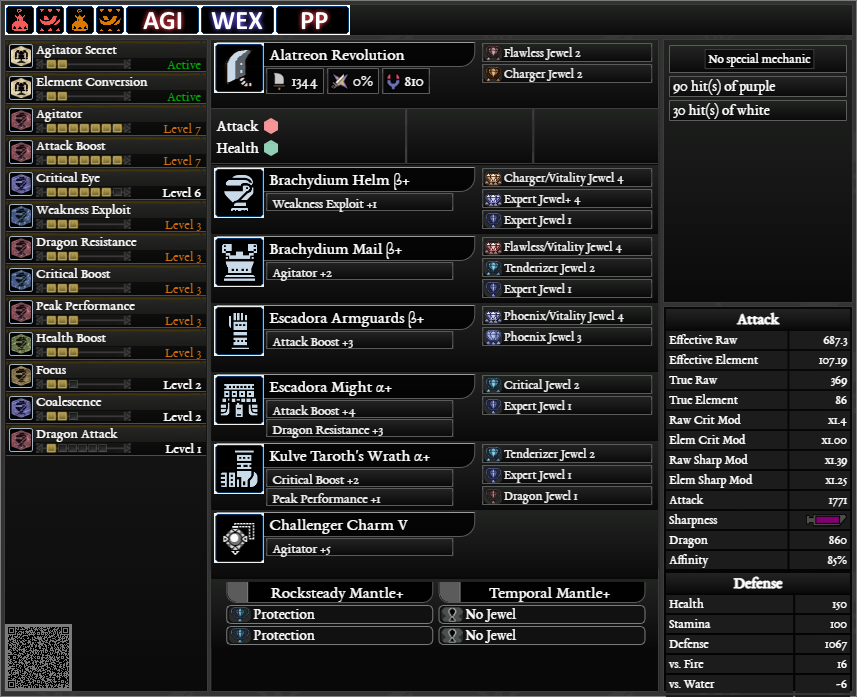 AGI WEX PP
Agitator Secret
Active
Element Conversion
Active
Agitator
Level 7
Attack Boost
Level 7
Critical Eye
Level 6
Weakness Exploit
Level 3
Dragon Resistance
Level 3
Critical Boost
Level 3
Peak Performance
Level 3
Health Boost
Level 3
Focus
Level 2
Coalescence
Level 2
Dragon Attack
Level 1
Alatreon Revolution
1344 0% 810
Flawless Jewel 2
Charger Jewel 2
Attack
Health
Brachydium Helm β+
Weakness Exploit +1
Charger/Vitality Jewel 4
Expert Jewel+ 4
Expert Jewel 1
Brachydium Mail β+
Agitator +2
Flawless/Vitality Jewel 4
Tenderizer Jewel 2
Expert Jewel 1
Escadora Armguards β+
Attack Boost +3
Phoenix/Vitality Jewel 4
Phoenix Jewel 3
Escadora Might α+
Attack Boost +4
Dragon Resistance +3
Critical Jewel 2
Expert Jewel 1
Kulve Taroth's Wrath α+
Critical Boost +2
Peak Performance +1
Tenderizer Jewel 2
Expert Jewel 1
Dragon Jewel 1
Challenger Charm V
Agitator +5
Rocksteady Mantle+
Protection
Protection
Temporal Mantle+
No Jewel
No Jewel
No special mechanic
90 hit(s) of purple
30 hit(s) of white
Attack
Effective Raw 687.3
Effective Element 107.19
True Raw 369
True Element 86
Raw Crit Mod x1.4
Elem Crit Mod x1.00
Raw Sharp Mod x1.39
Elem Sharp Mod x1.25
Attack 1771
Sharpness
Dragon 860
Affinity 85%
Defense
Health 150
Stamina 100
Defense 1067
vs. Fire 16
vs. Water -6